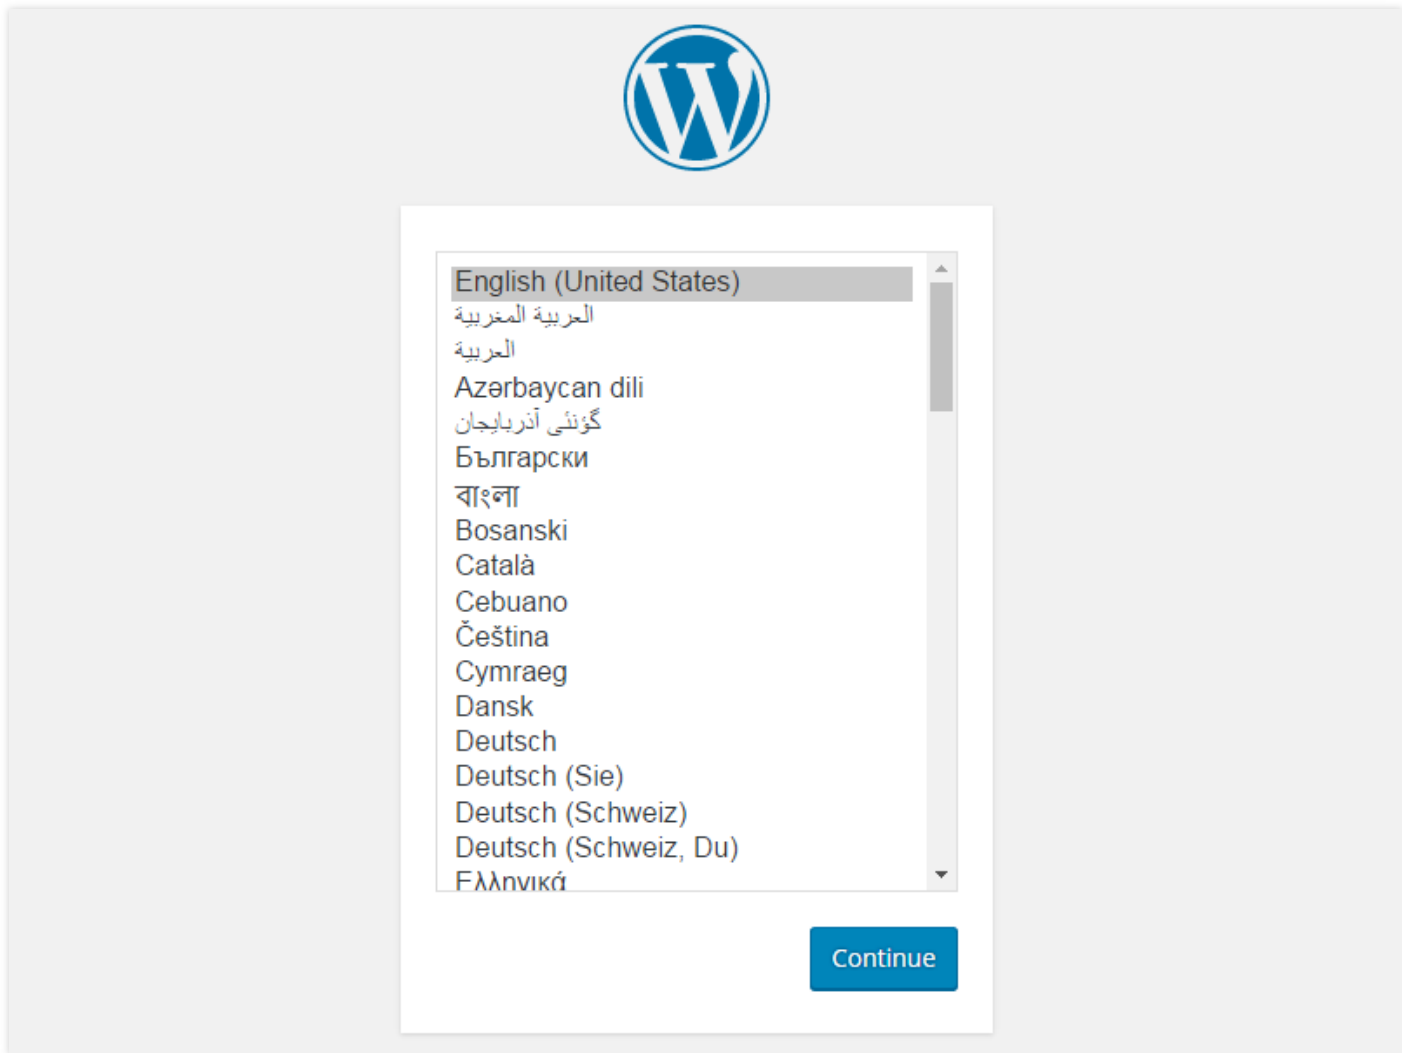 English (United States)
العربية المغربية
العربية
Azərbaycan dili
گؤنئی آذربایجان
Български
বাংলা
Bosanski
Català
Cebuano
Čeština
Cymraeg
Dansk
Deutsch
Deutsch (Sie)
Deutsch (Schweiz)
Deutsch (Schweiz, Du)
Ελληνικά
Continue